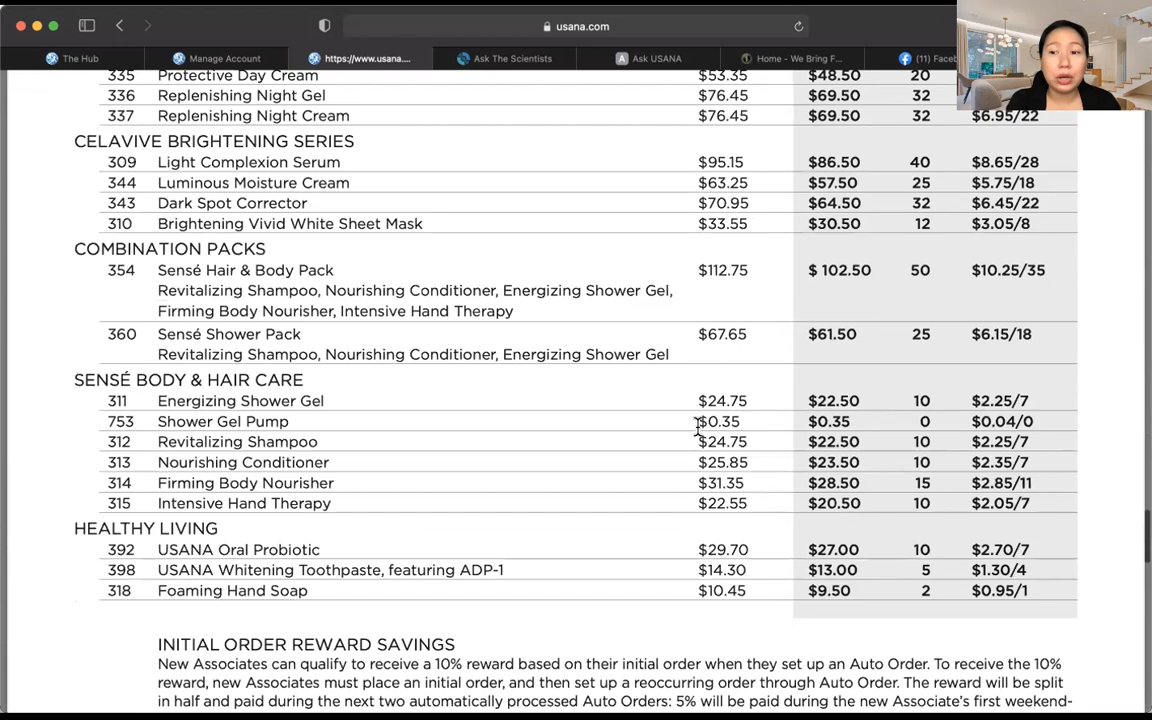 usana.com
The Hub
Manage Account
https://www.usana....
Ask The Scientists
Ask USANA
Home - We Bring F...
(11) Faceb
335 Protective Day Cream $53.35 $48.50 20
336 Replenishing Night Gel $76.45 $69.50 32
337 Replenishing Night Cream $76.45 $69.50 32 $6.95/22
CELAVIVE BRIGHTENING SERIES
309 Light Complexion Serum $95.15 $86.50 40 $8.65/28
344 Luminous Moisture Cream $63.25 $57.50 25 $5.75/18
343 Dark Spot Corrector $70.95 $64.50 32 $6.45/22
310 Brightening Vivid White Sheet Mask $33.55 $30.50 12 $3.05/8
COMBINATION PACKS
354 Sensé Hair & Body Pack $112.75 $ 102.50 50 $10.25/35
Revitalizing Shampoo, Nourishing Conditioner, Energizing Shower Gel,
Firming Body Nourisher, Intensive Hand Therapy
360 Sensé Shower Pack $67.65 $61.50 25 $6.15/18
Revitalizing Shampoo, Nourishing Conditioner, Energizing Shower Gel
SENSÉ BODY & HAIR CARE
311 Energizing Shower Gel $24.75 $22.50 10 $2.25/7
753 Shower Gel Pump $0.35 $0.35 0 $0.04/0
312 Revitalizing Shampoo $24.75 $22.50 10 $2.25/7
313 Nourishing Conditioner $25.85 $23.50 10 $2.35/7
314 Firming Body Nourisher $31.35 $28.50 15 $2.85/11
315 Intensive Hand Therapy $22.55 $20.50 10 $2.05/7
HEALTHY LIVING
392 USANA Oral Probiotic $29.70 $27.00 10 $2.70/7
398 USANA Whitening Toothpaste, featuring ADP-1 $14.30 $13.00 5 $1.30/4
318 Foaming Hand Soap $10.45 $9.50 2 $0.95/1
INITIAL ORDER REWARD SAVINGS
New Associates can qualify to receive a 10% reward based on their initial order when they set up an Auto Order. To receive the 10%
reward, new Associates must place an initial order, and then set up a reoccurring order through Auto Order. The reward will be split
in half and paid during the next two automatically processed Auto Orders: 5% will be paid during the new Associate's first weekend-